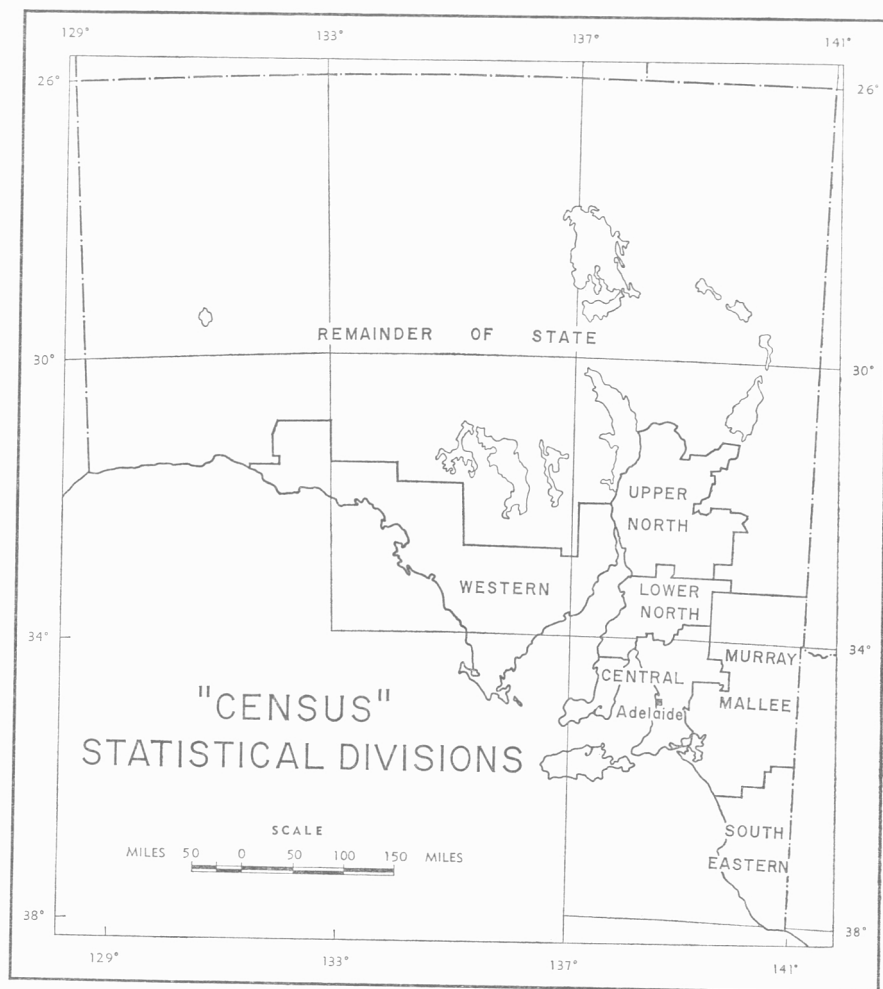 129° 133° 137° 141°
26° 26°
REMAINDER OF STATE
30° 30°
UPPER
NORTH
WESTERN
LOWER
NORTH
34° 34°
MURRAY
CENTRAL
MALLEE
Adelaide
"CENSUS"
STATISTICAL DIVISIONS
SOUTH
EASTERN
SCALE
MILES 50 0 50 100 150 MILES
38° 38°
129° 133° 137° 141°